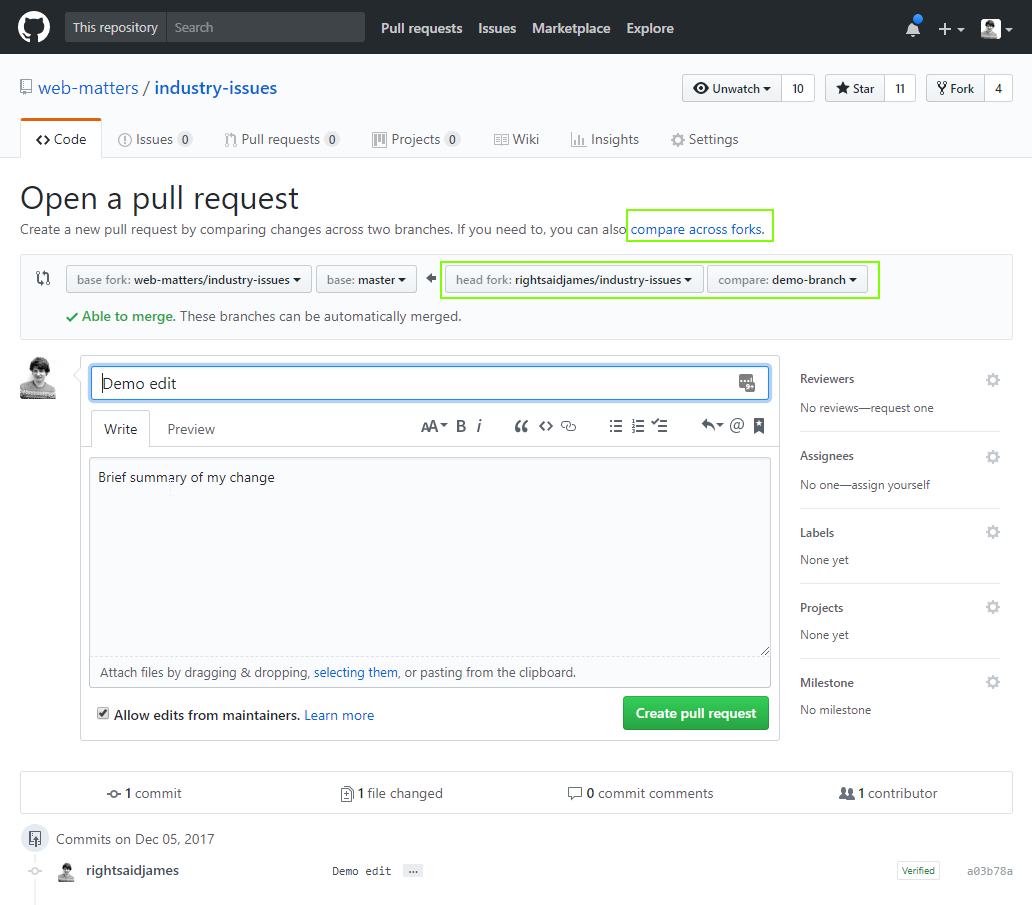 This repository Search Pull requests Issues Marketplace Explore
web-matters / industry-issues Unwatch 10 Star 11 Fork 4
Code Issues 0 Pull requests 0 Projects 0 Wiki Insights Settings
Open a pull request
Create a new pull request by comparing changes across two branches. If you need to, you can also compare across forks.
base fork: web-matters/industry-issues base: master head fork: rightsaidjames/industry-issues compare: demo-branch
Able to merge. These branches can be automatically merged.
Demo edit 9+
Write Preview AA B i @
Brief summary of my change
Attach files by dragging & dropping, selecting them, or pasting from the clipboard.
Allow edits from maintainers. Learn more Create pull request
Reviewers
No reviews—request one
Assignees
No one—assign yourself
Labels
None yet
Projects
None yet
Milestone
No milestone
1 commit 1 file changed 0 commit comments 1 contributor
Commits on Dec 05, 2017
rightsaidjames Demo edit … Verified a03b78a